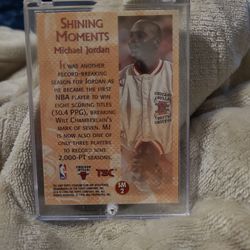 SHINING
MOMENTS
Michael Jordan
IT WAS ANOTHER
RECORD-BREAKING
SEASON FOR JORDAN AS
HE BECAME THE FIRST
NBA PLAYER TO WIN
EIGHT SCORING TITLES
(30.4 PPG), BREAKING
WILT CHAMBERLAIN'S
MARK OF SEVEN. MJ
IS NOW ALSO ONE OF
ONLY THREE PLAYERS
TO RECORD NINE
2,000-PT SEASONS.
TSC
SM
2